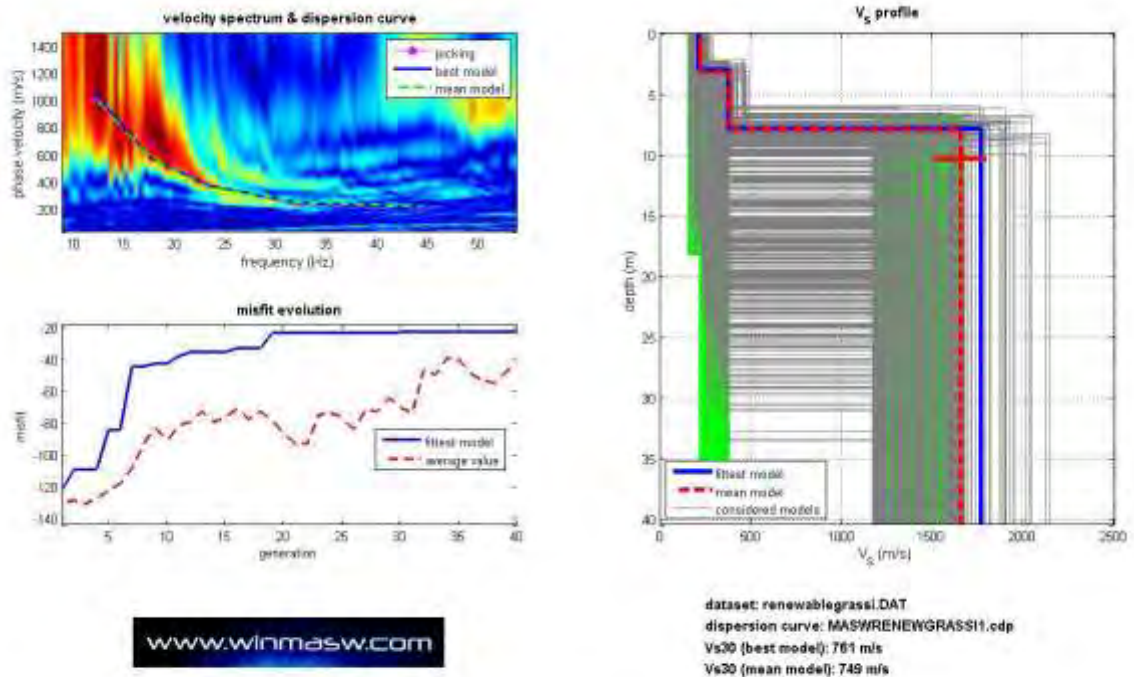 velocity spectrum & dispersion curve
phase velocity (m/s)
1400
1200
1000
800
600
400
200
picking
best model
mean model
10 15 20 25 30 35 40 45 50
frequency (Hz)
misfit evolution
misfit
-40
-60
-80
-100
-120
-140
fittest model
average value
5 10 15 20 25 30 35 40
generation
www.winmasw.com
VS profile
depth (m)
0
5
10
15
20
25
30
35
40
fittest model
mean model
considered models
500 1000 1500 2000 2500
VS (m/s)
dataset: renewablegrassi.DAT
dispersion curve: MASWRENEWGRASSI1.cdp
Vs30 (best model): 761 m/s
Vs30 (mean model): 749 m/s